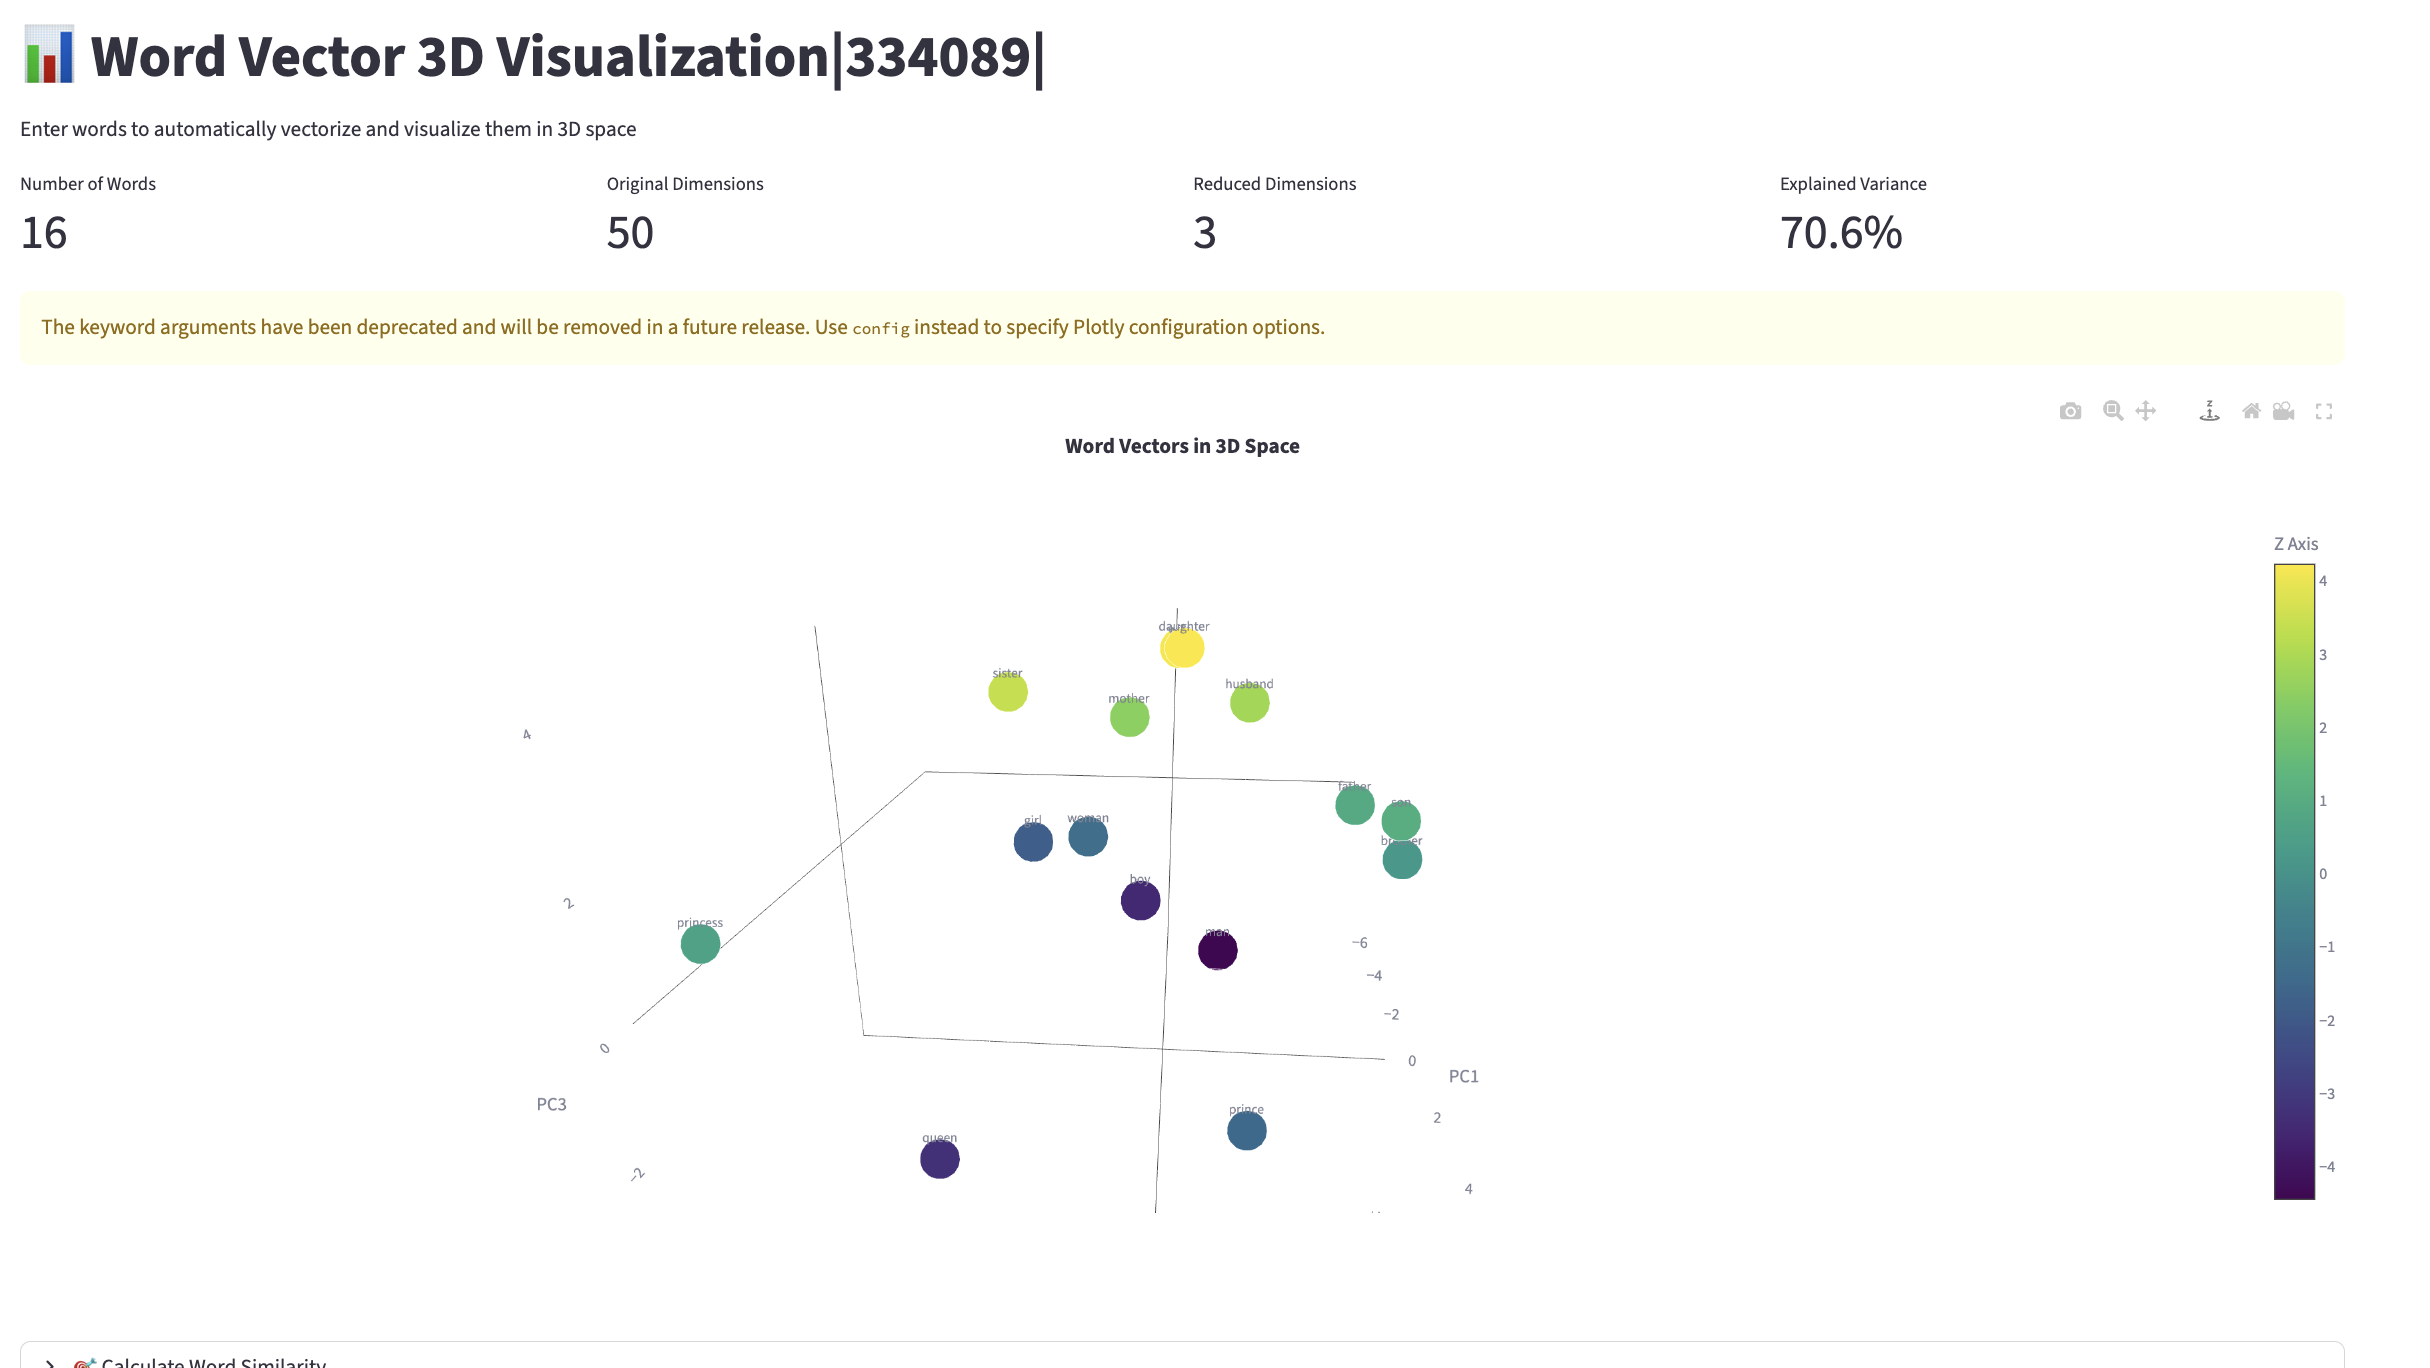 Word Vector 3D Visualization|334089|
Enter words to automatically vectorize and visualize them in 3D space
Number of Words
16
Original Dimensions
50
Reduced Dimensions
3
Explained Variance
70.6%
The keyword arguments have been deprecated and will be removed in a future release. Use config instead to specify Plotly configuration options.
Word Vectors in 3D Space
Z Axis
4
3
2
1
0
−1
−2
−3
−4
daughter
sister
husband
mother
father
son
girl
woman
boy
man
princess
prince
queen
4
2
0
−2
PC3
−6
−4
−2
0
2
4
PC1
Calculate Word Similarity